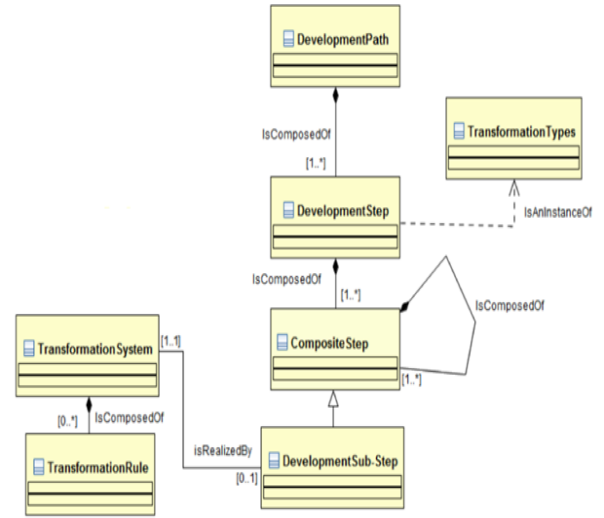 DevelopmentPath
IsComposedOf
[1..*]
TransformationTypes
DevelopmentStep
IsAnInstanceOf
IsComposedOf
[1..*]
IsComposedOf
CompositeStep
[1..*]
TransformationSystem
[1..1]
[0..*]
IsComposedOf
isRealizedBy
[0..1]
TransformationRule
DevelopmentSub-Step